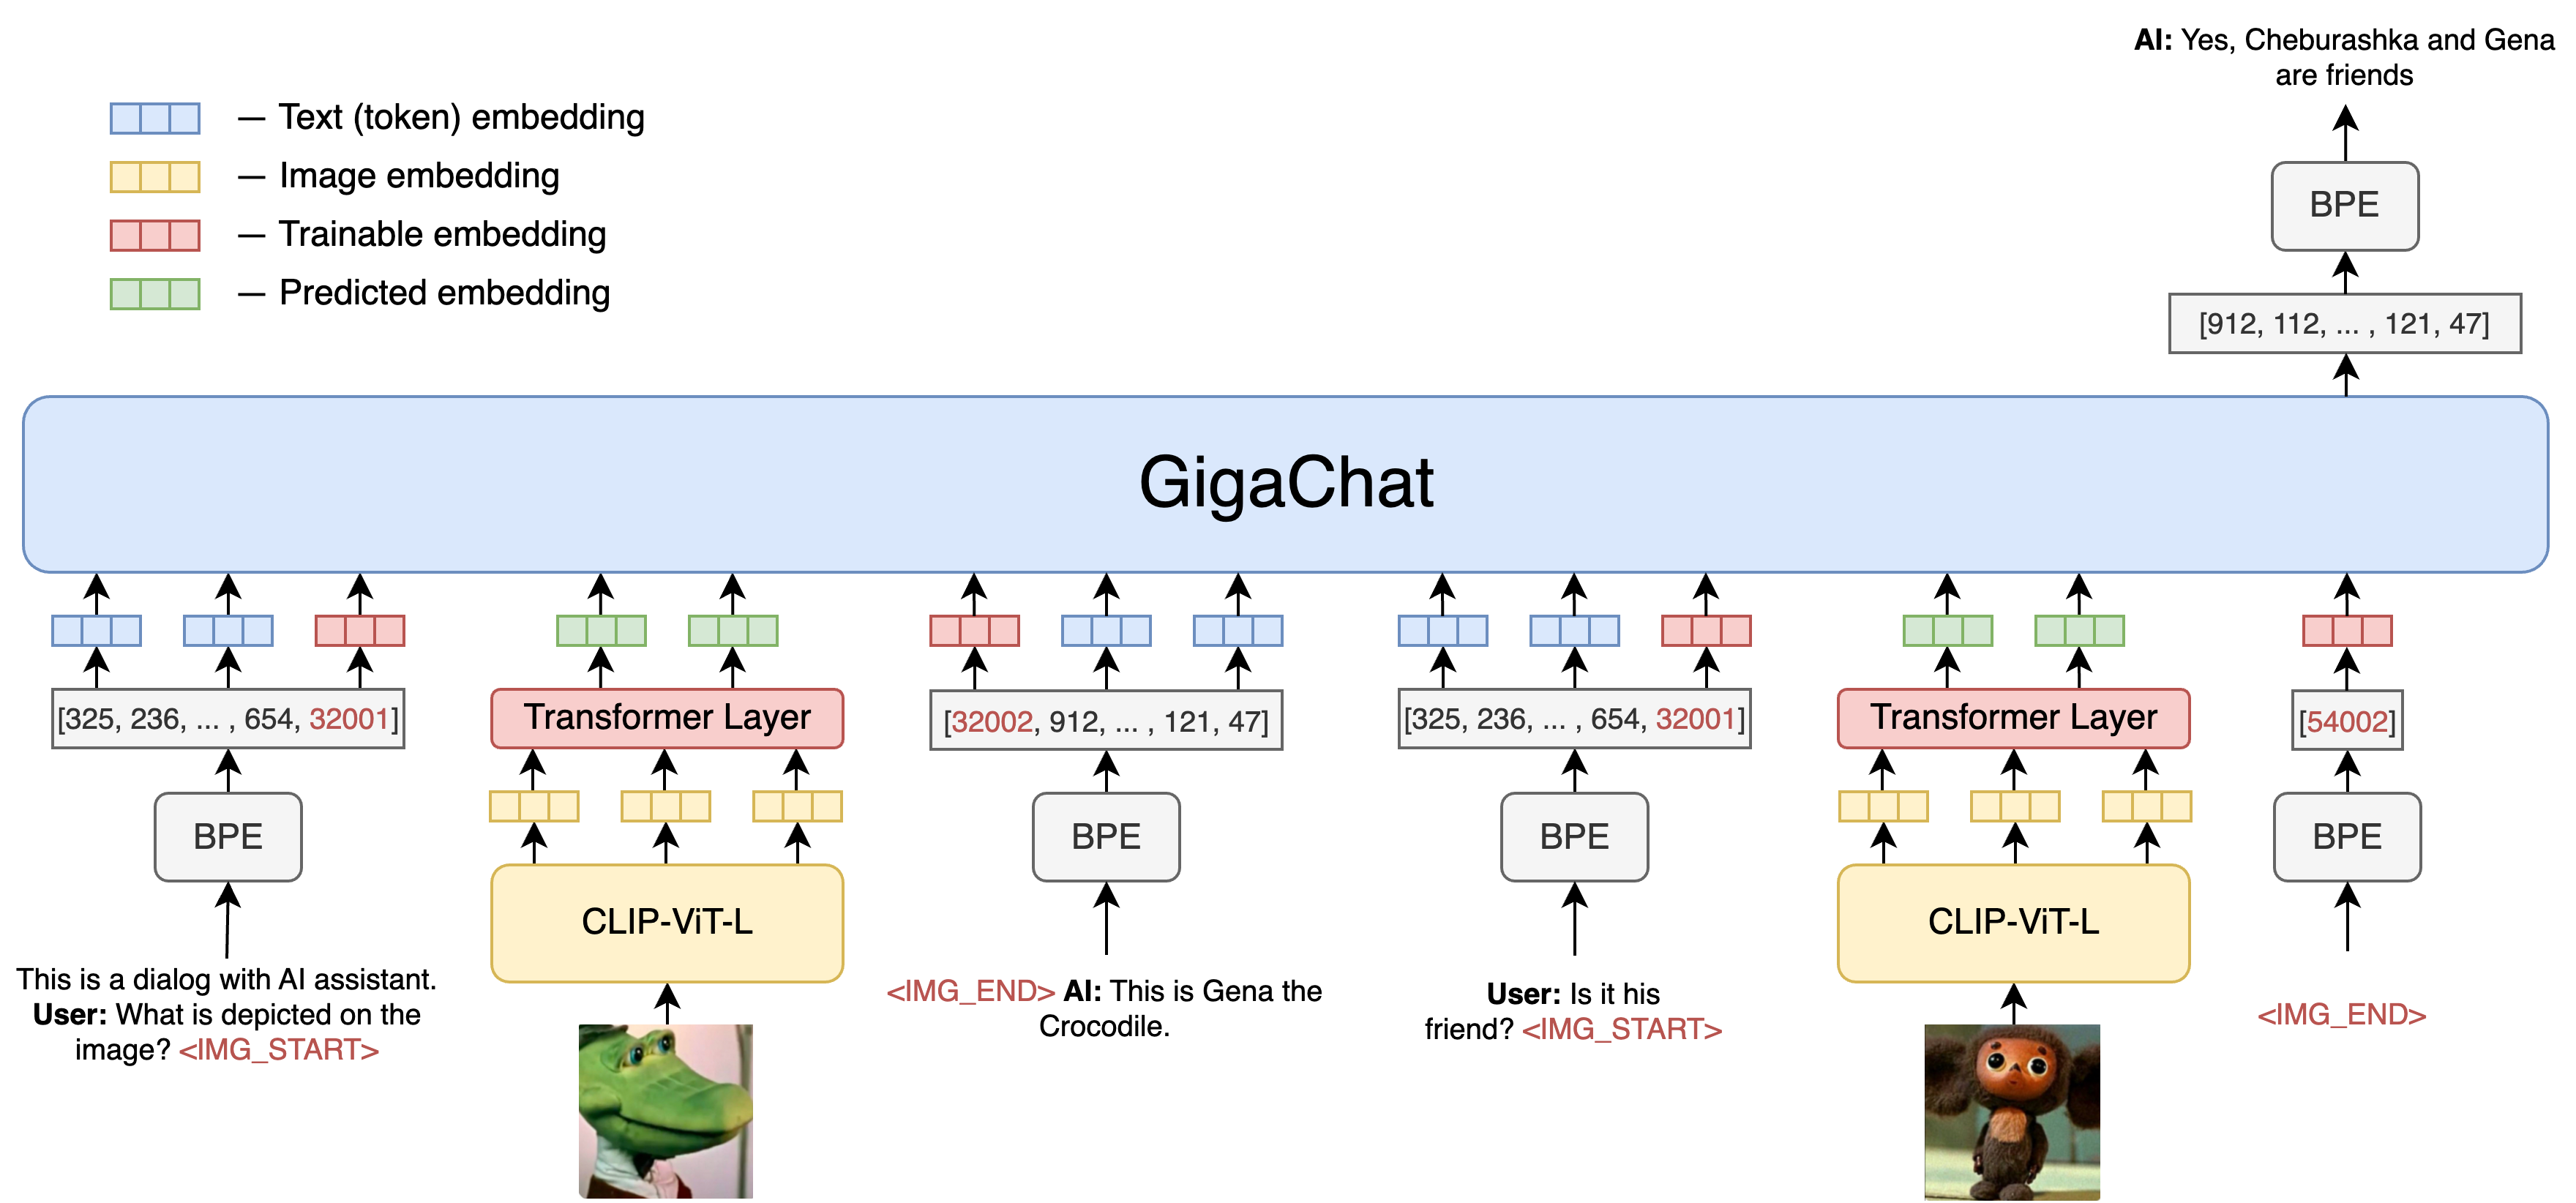 AI: Yes, Cheburashka and Gena
are friends
— Text (token) embedding
— Image embedding
— Trainable embedding
— Predicted embedding
BPE
[912, 112, ... , 121, 47]
GigaChat
[325, 236, ... , 654, 32001]
Transformer Layer
[32002, 912, ... , 121, 47]
[325, 236, ... , 654, 32001]
Transformer Layer
[54002]
BPE
BPE
BPE
BPE
CLIP-ViT-L
CLIP-ViT-L
This is a dialog with AI assistant.
User: What is depicted on the
image? <IMG_START>
<IMG_END> AI: This is Gena the
Crocodile.
User: Is it his
friend? <IMG_START>
<IMG_END>